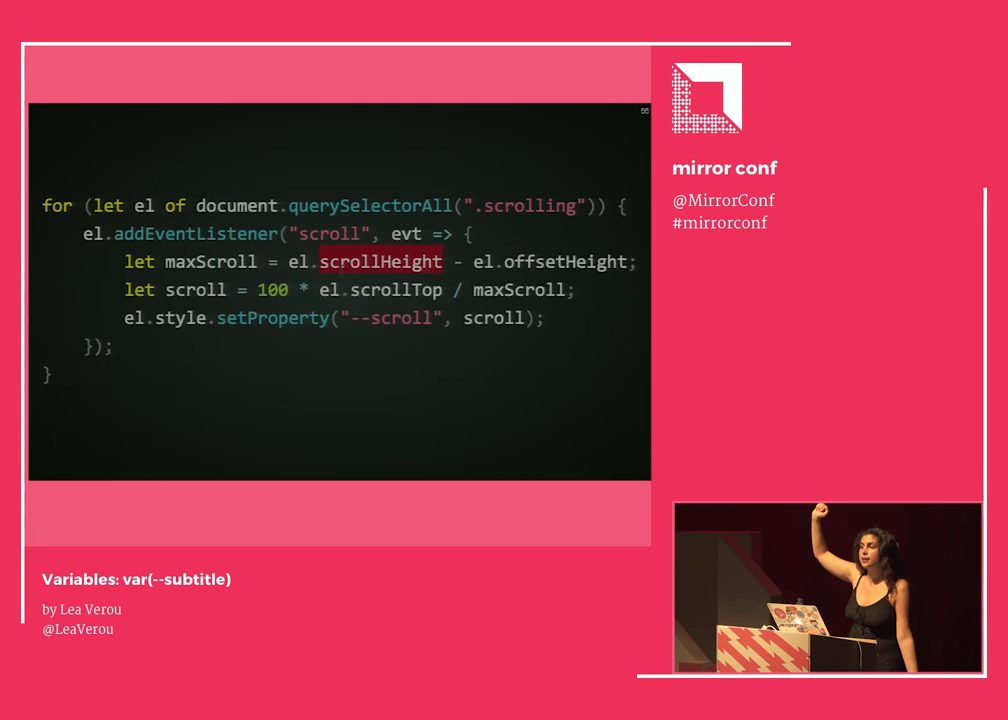 55
for (let el of document.querySelectorAll(".scrolling")) {
    el.addEventListener("scroll", evt => {
        let maxScroll = el.scrollHeight - el.offsetHeight;
        let scroll = 100 * el.scrollTop / maxScroll;
        el.style.setProperty("--scroll", scroll);
    });
}
mirror conf
@MirrorConf
#mirrorconf
Variables: var(--subtitle)
by Lea Verou
@LeaVerou